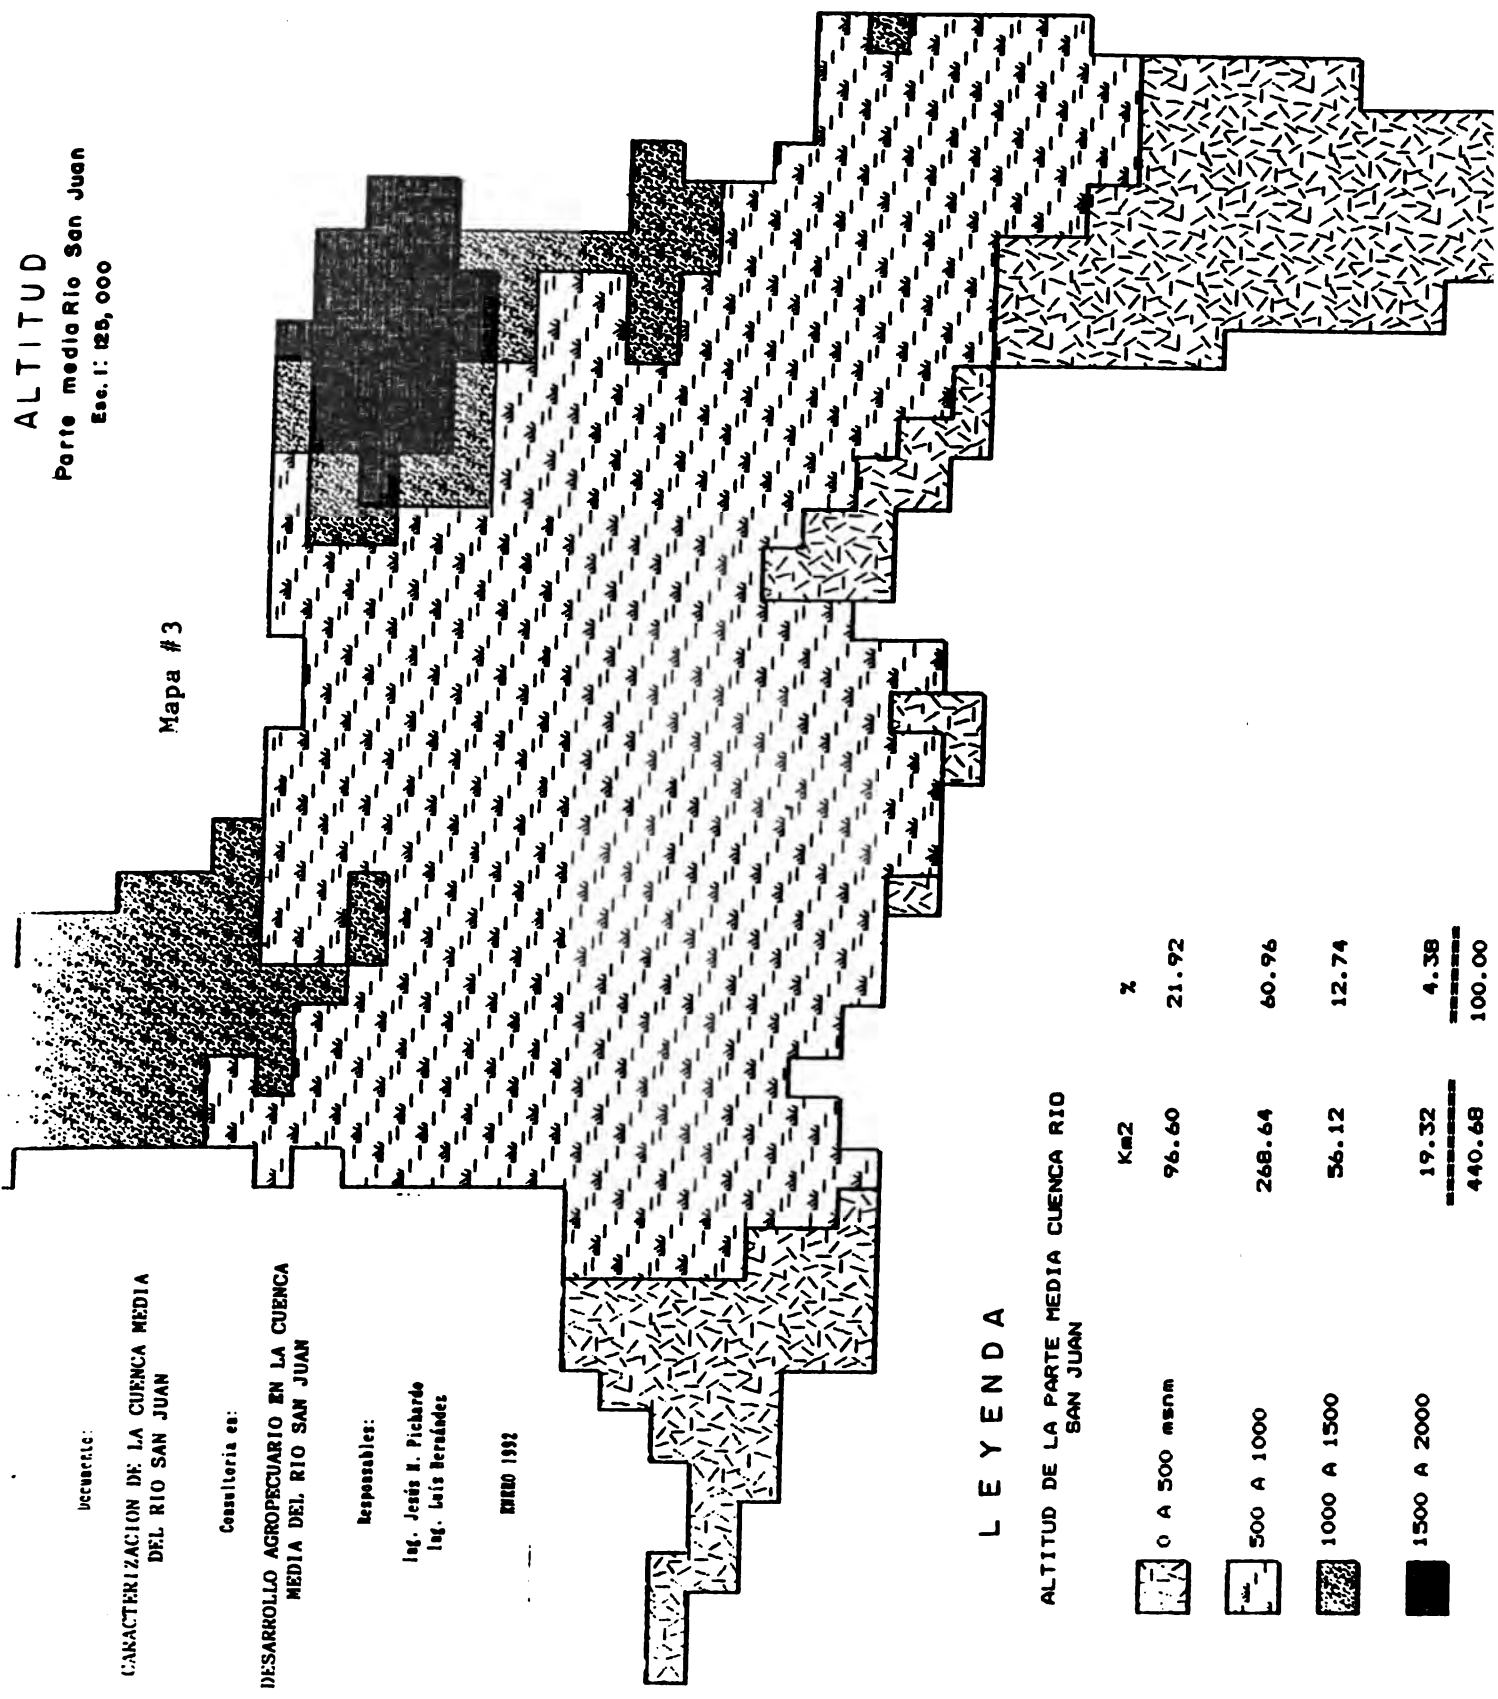 ALTITUD
Parte media Rio San Juan
Esc. 1: 125,000
Mapa #3
Documento:
CARACTERIZACION DE LA CUENCA MEDIA
DEL RIO SAN JUAN
Consultoria en:
DESARROLLO AGROPECUARIO EN LA CUENCA
MEDIA DEL RIO SAN JUAN
Responsables:
Ing. Jesús M. Pichardo
Ing. Luis Hernández
ENERO 1992
LEYENDA
ALTITUD DE LA PARTE MEDIA CUENCA RIO
SAN JUAN
Km2 %
0 A 500 msnm 96.60 21.92
500 A 1000 268.64 60.96
1000 A 1500 56.12 12.74
1500 A 2000 19.32 4.38
======== =======
440.68 100.00